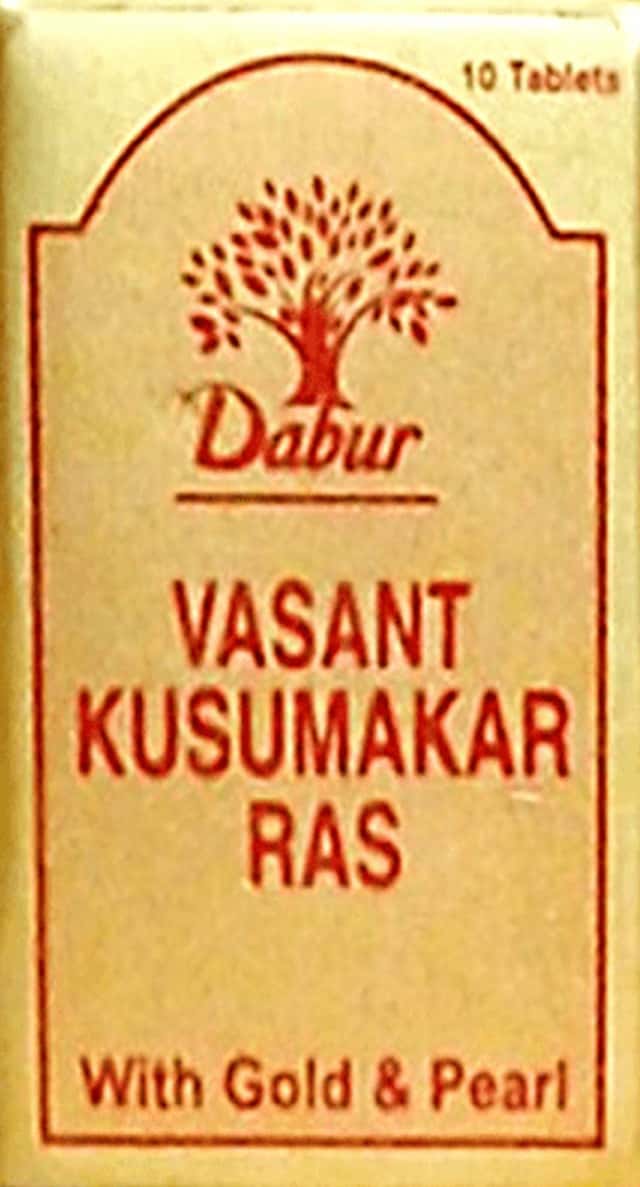 10 Tablets
Dabur
VASANT
KUSUMAKAR
RAS
With Gold & Pearl